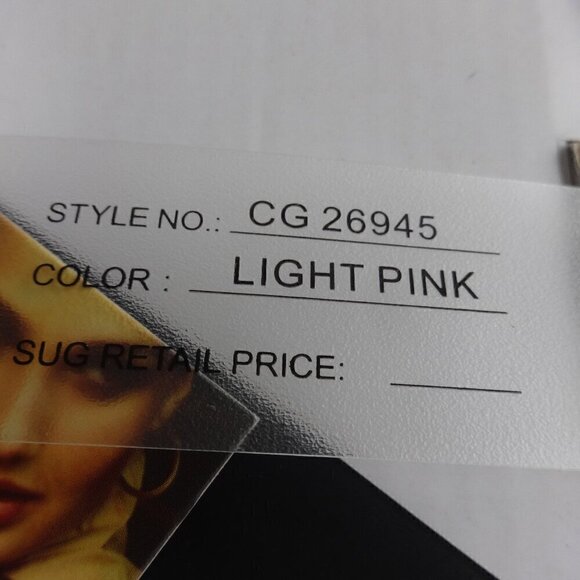 STYLE NO.: CG 26945
COLOR : LIGHT PINK
SUG RETAIL PRICE: